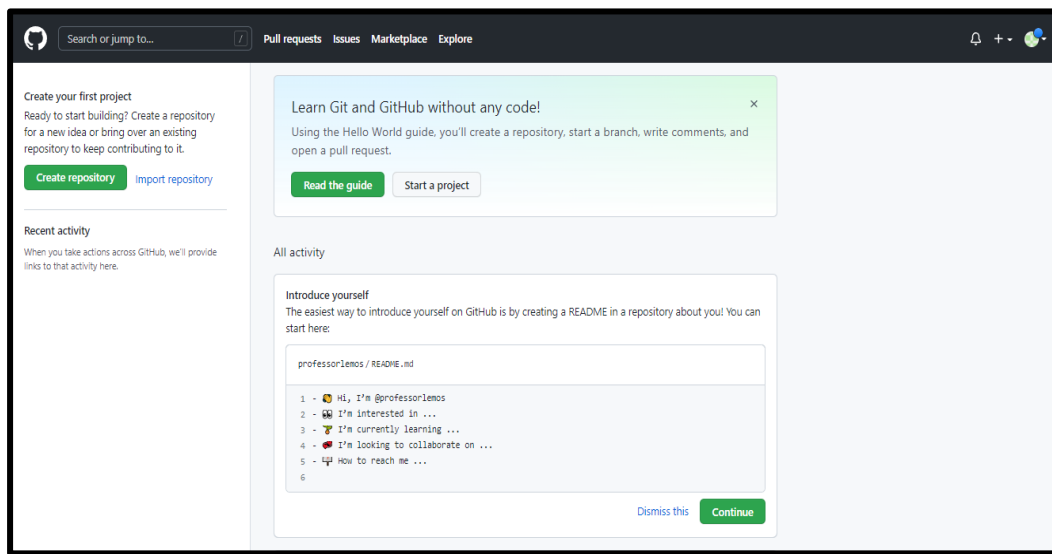 Search or jump to... /
Pull requests Issues Marketplace Explore
Create your first project
Ready to start building? Create a repository
for a new idea or bring over an existing
repository to keep contributing to it.
Create repository Import repository
Recent activity
When you take actions across GitHub, we'll provide
links to that activity here.
Learn Git and GitHub without any code!
Using the Hello World guide, you'll create a repository, start a branch, write comments, and
open a pull request.
Read the guide Start a project
All activity
Introduce yourself
The easiest way to introduce yourself on GitHub is by creating a README in a repository about you! You can
start here:
professorlemos / README.md
1 - 👋 Hi, I'm @professorlemos
2 - 👀 I'm interested in ...
3 - 🌱 I'm currently learning ...
4 - 💞️ I'm looking to collaborate on ...
5 - 📫 How to reach me ...
6
Dismiss this Continue